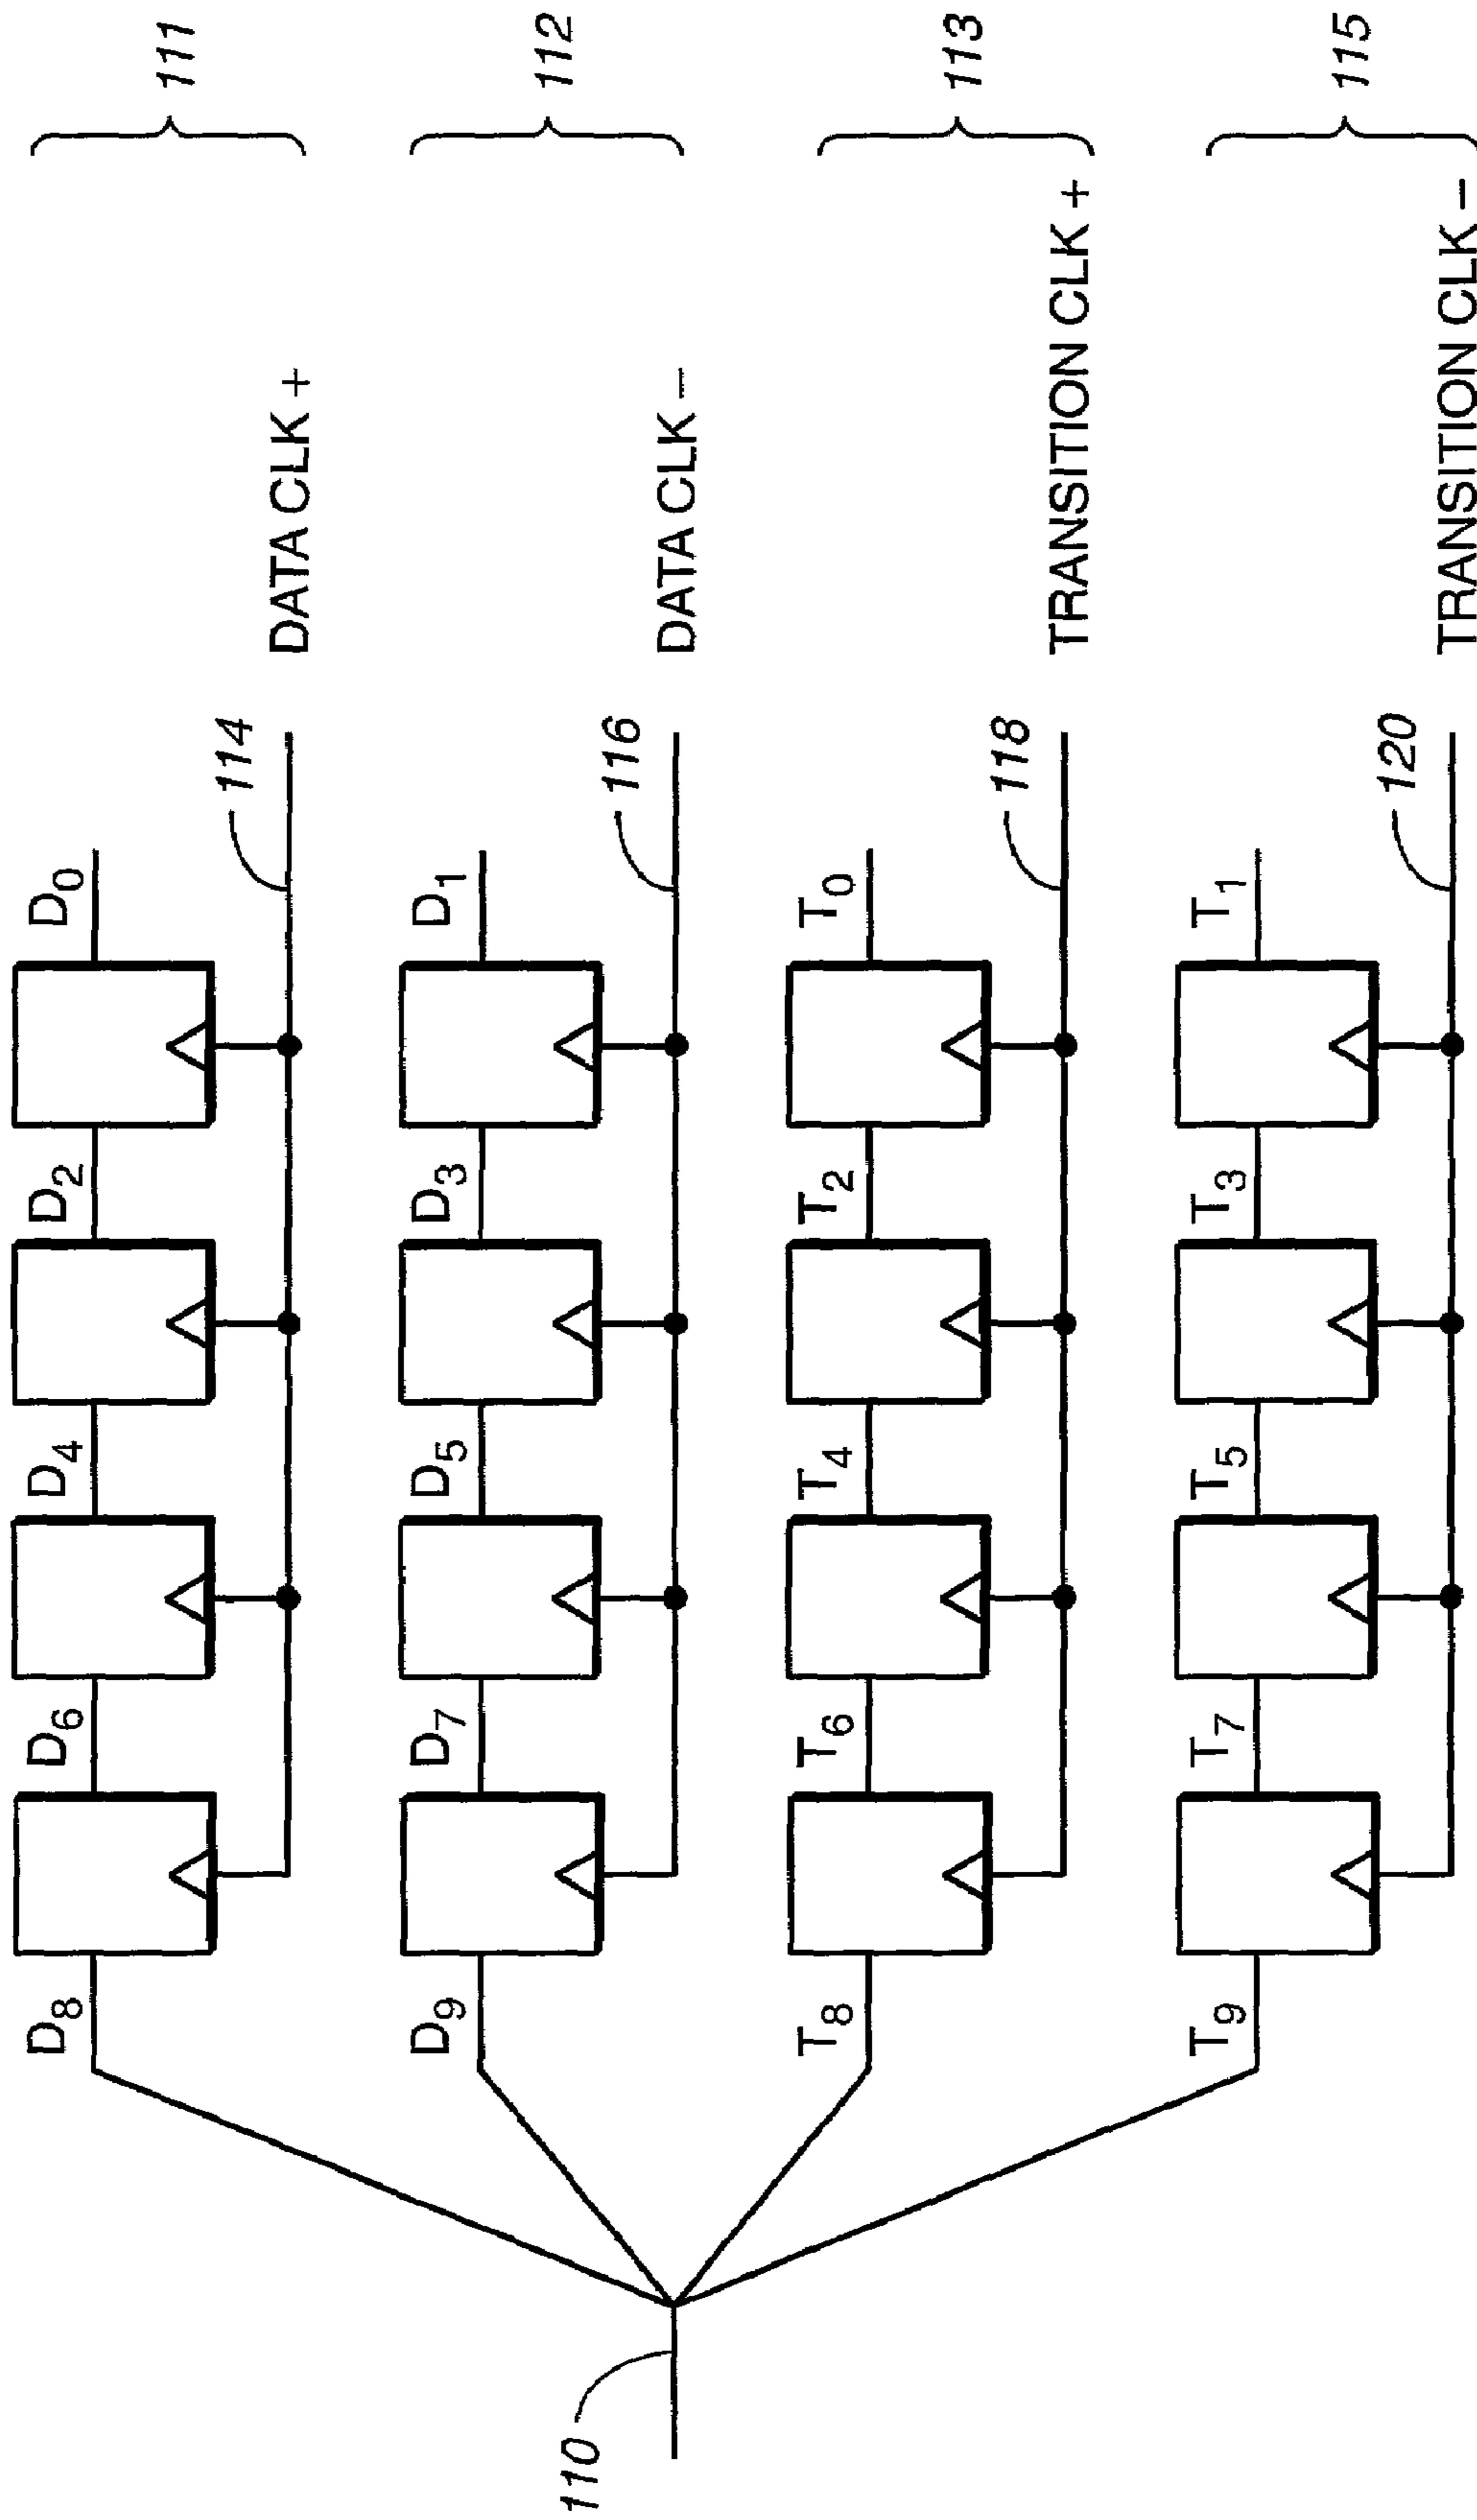 111
D8 D6 D4 D2 D0
114
DATA CLK +
112
D9 D7 D5 D3 D1
116
DATA CLK −
110
113
T8 T6 T4 T2 T0
118
TRANSITION CLK +
115
T9 T7 T5 T3 T1
120
TRANSITION CLK −